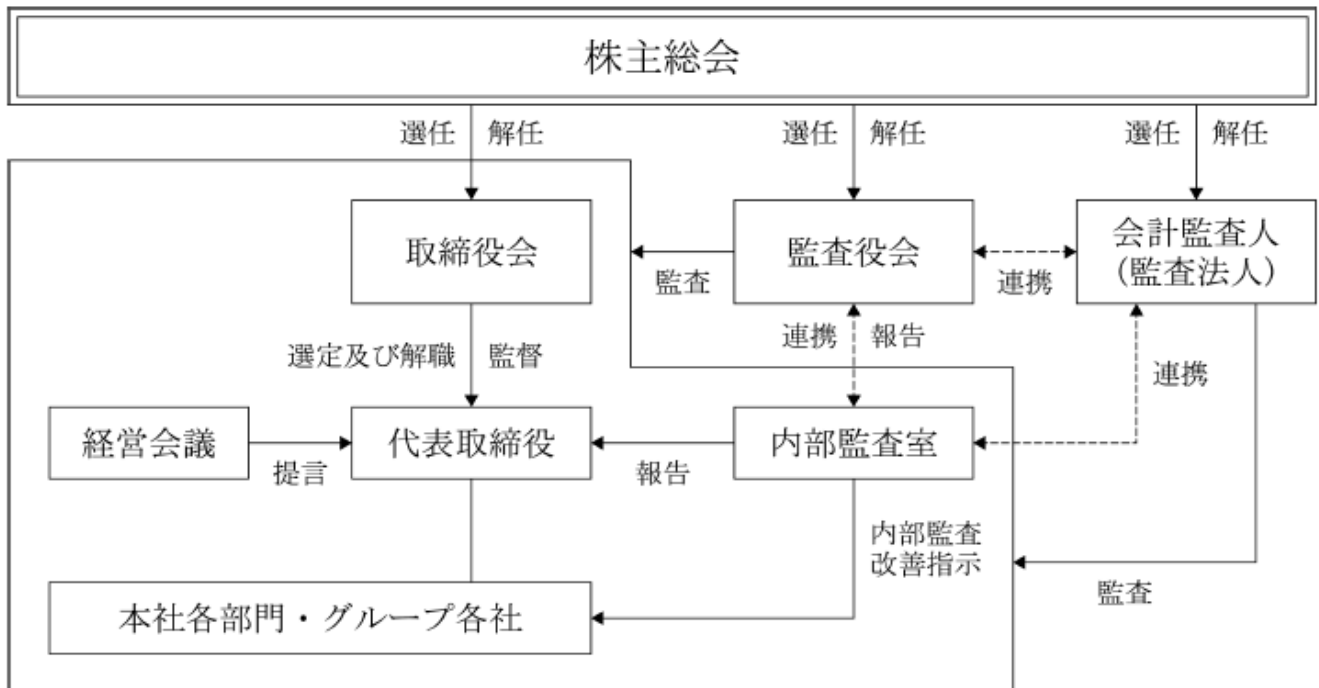 株主総会
選任 解任
選任 解任
選任 解任
取締役会
監査役会
会計監査人
(監査法人)
監査
連携
選定及び解職 監督
連携 報告
連携
経営会議
代表取締役
内部監査室
提言
報告
内部監査
改善指示
監査
本社各部門・グループ各社